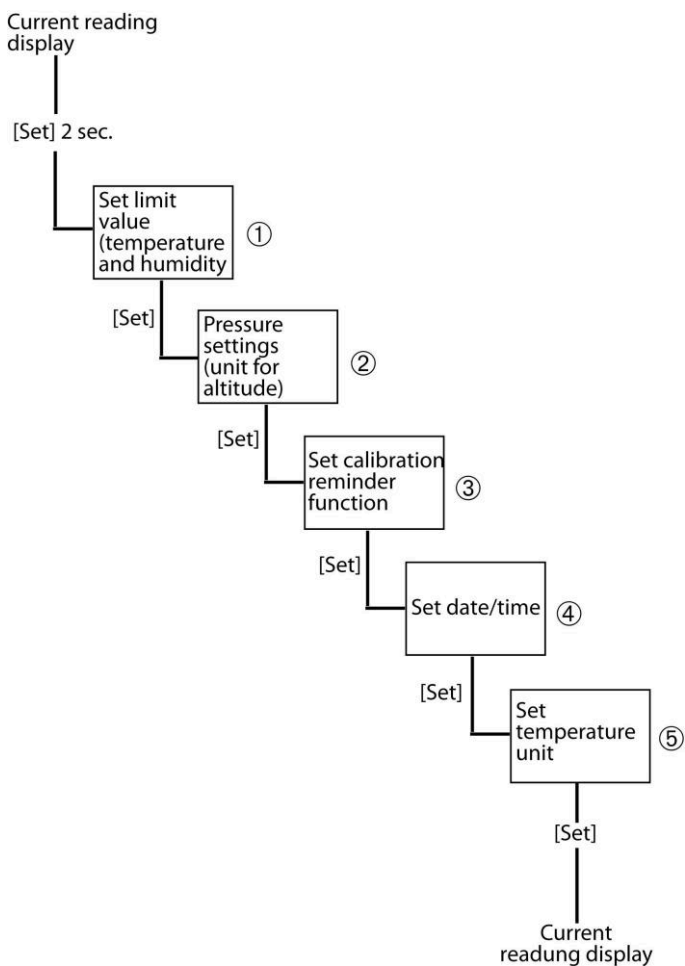 Current reading
display
[Set] 2 sec.
Set limit
value
(temperature
and humidity
①
[Set]
Pressure
settings
(unit for
altitude)
②
[Set]
Set calibration
reminder
function
③
[Set]
Set date/time
④
[Set]
Set
temperature
unit
⑤
[Set]
Current
readung display